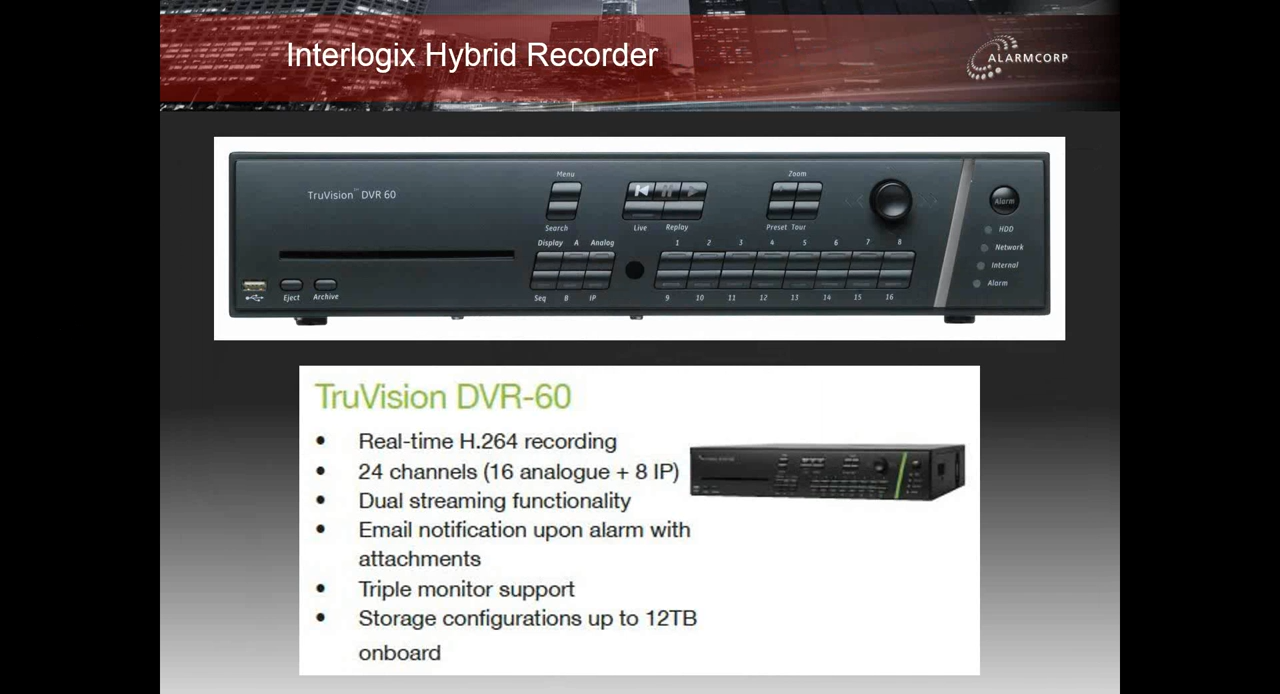 Interlogix Hybrid Recorder
ALARMCORP
TruVision™ DVR 60
Menu
Zoom
Alarm
Search
Live Replay
Preset Tour
HDD
Display A Analog
1 2 3 4 5 6 7 8
Network
Internal
Eject Archive
Seq B IP
9 10 11 12 13 14 15 16
Alarm
TruVision DVR-60
• Real-time H.264 recording
• 24 channels (16 analogue + 8 IP)
• Dual streaming functionality
• Email notification upon alarm with
attachments
• Triple monitor support
• Storage configurations up to 12TB
onboard